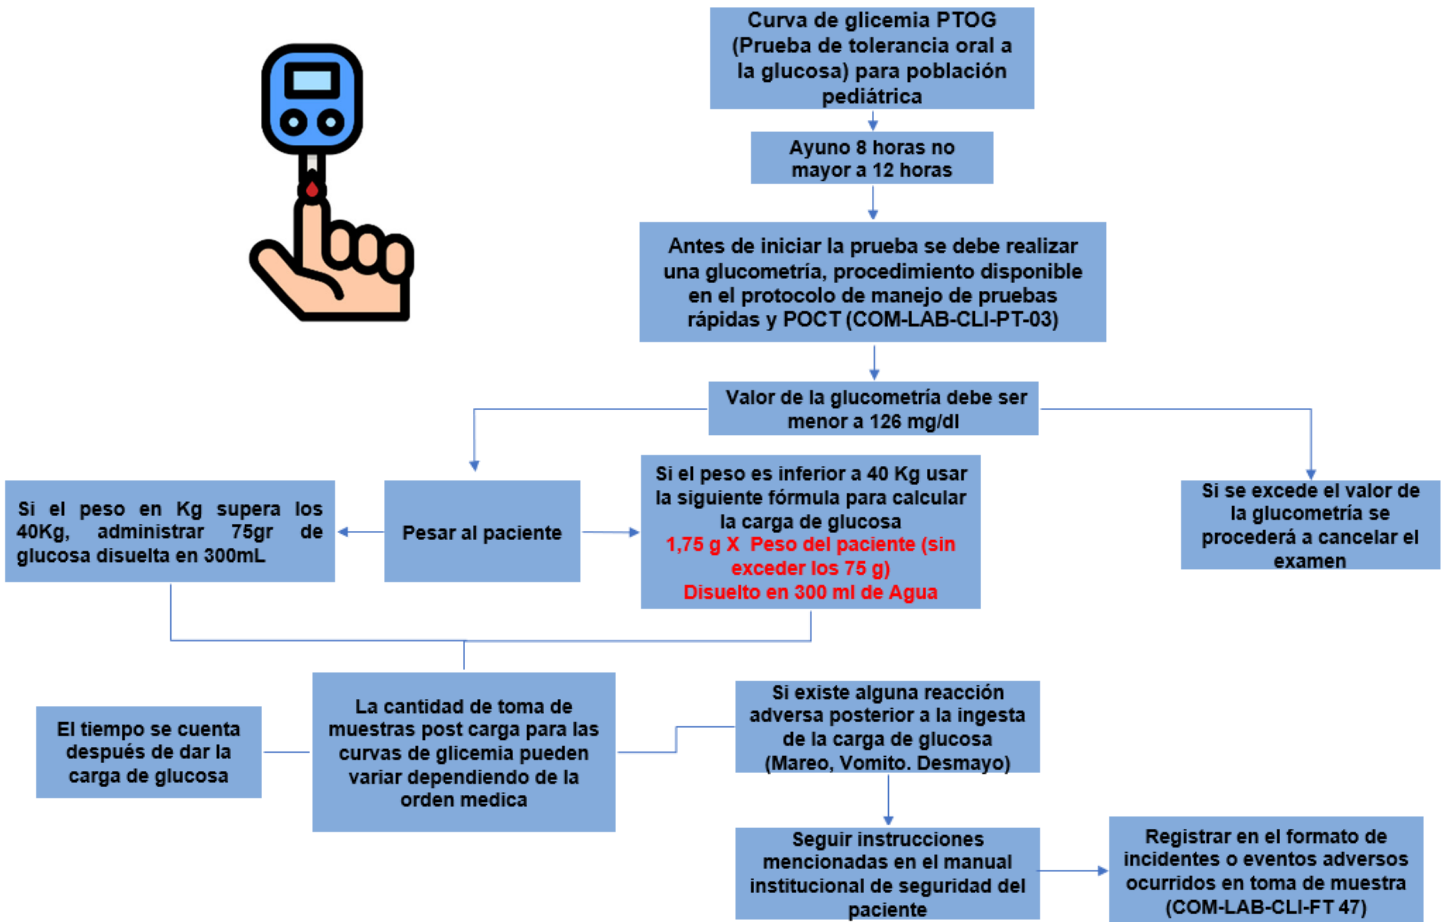 Curva de glicemia PTOG
(Prueba de tolerancia oral a
la glucosa) para población
pediátrica
Ayuno 8 horas no
mayor a 12 horas
Antes de iniciar la prueba se debe realizar
una glucometría, procedimiento disponible
en el protocolo de manejo de pruebas
rápidas y POCT (COM-LAB-CLI-PT-03)
Valor de la glucometría debe ser
menor a 126 mg/dl
Si el peso en Kg supera los
40Kg, administrar 75gr de
glucosa disuelta en 300mL
Pesar al paciente
Si el peso es inferior a 40 Kg usar
la siguiente fórmula para calcular
la carga de glucosa
1,75 g X Peso del paciente (sin
exceder los 75 g)
Disuelto en 300 ml de Agua
Si se excede el valor de
la glucometría se
procederá a cancelar el
examen
El tiempo se cuenta
después de dar la
carga de glucosa
La cantidad de toma de
muestras post carga para las
curvas de glicemia pueden
variar dependiendo de la
orden medica
Si existe alguna reacción
adversa posterior a la ingesta
de la carga de glucosa
(Mareo, Vomito. Desmayo)
Seguir instrucciones
mencionadas en el manual
institucional de seguridad del
paciente
Registrar en el formato de
incidentes o eventos adversos
ocurridos en toma de muestra
(COM-LAB-CLI-FT 47)